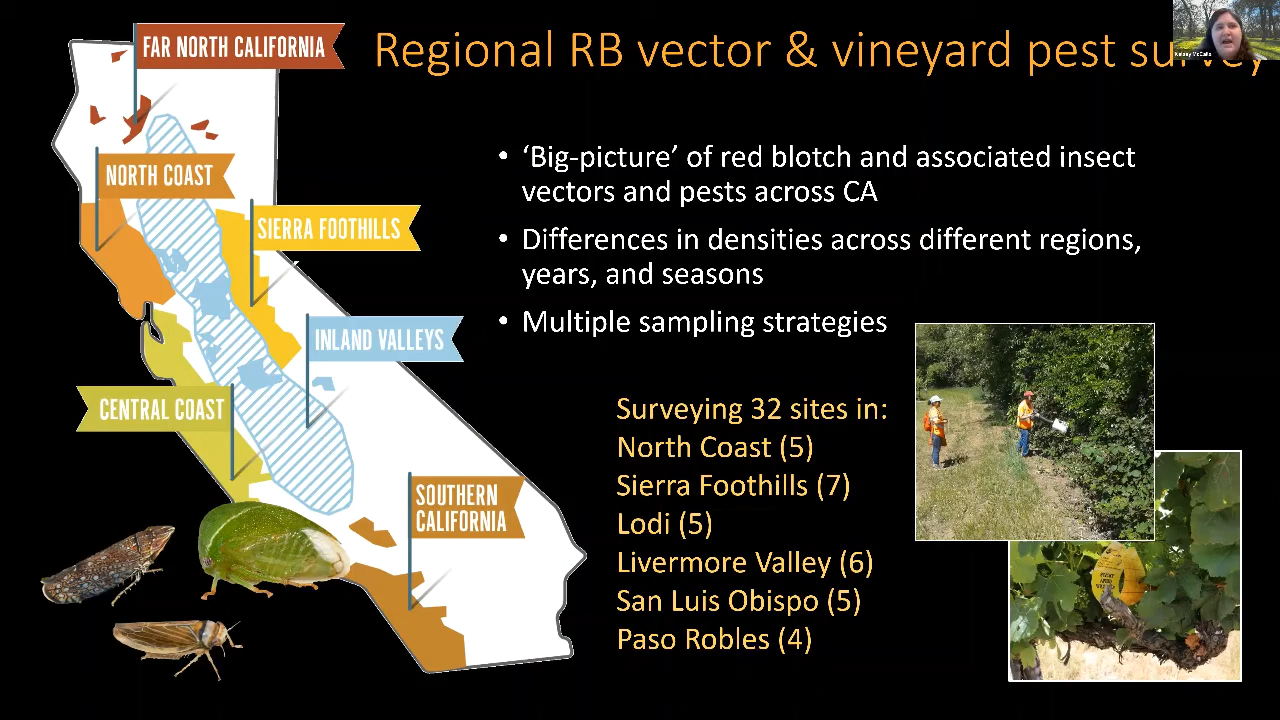 FAR NORTH CALIFORNIA
Regional RB vector & vineyard pest survey
Kelsey McCalla
NORTH COAST
SIERRA FOOTHILLS
INLAND VALLEYS
CENTRAL COAST
SOUTHERN
CALIFORNIA
• ‘Big-picture’ of red blotch and associated insect
vectors and pests across CA
• Differences in densities across different regions,
years, and seasons
• Multiple sampling strategies
Surveying 32 sites in:
North Coast (5)
Sierra Foothills (7)
Lodi (5)
Livermore Valley (6)
San Luis Obispo (5)
Paso Robles (4)